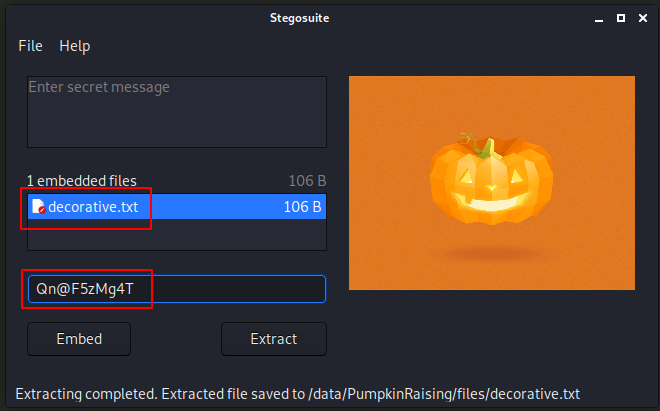 Stegosuite
File Help
Enter secret message
1 embedded files 106 B
decorative.txt 106 B
Qn@F5zMg4T
Embed Extract
Extracting completed. Extracted file saved to /data/PumpkinRaising/files/decorative.txt